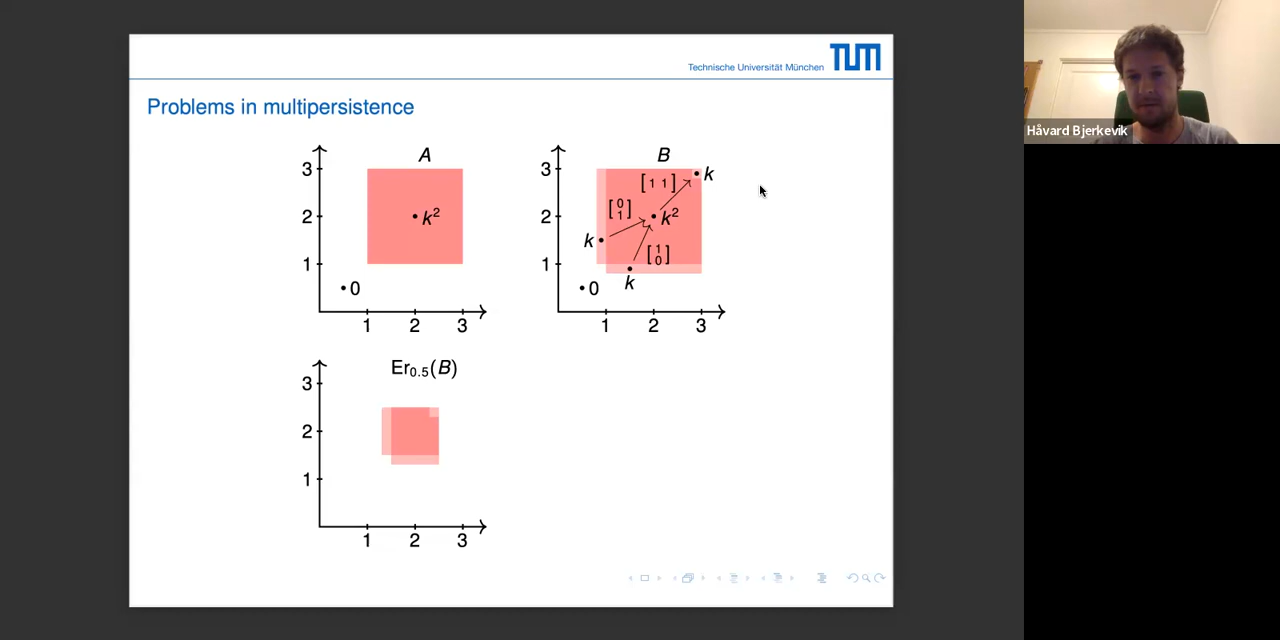 Technische Universität München TUM
Problems in multipersistence
A
3
2
1
k²
0
1 2 3
B
3
2
1
[1 1]
k
[0 1]
k²
k
[1 0]
k
0
1 2 3
Er₀.₅(B)
3
2
1
1 2 3
Håvard Bjerkevik